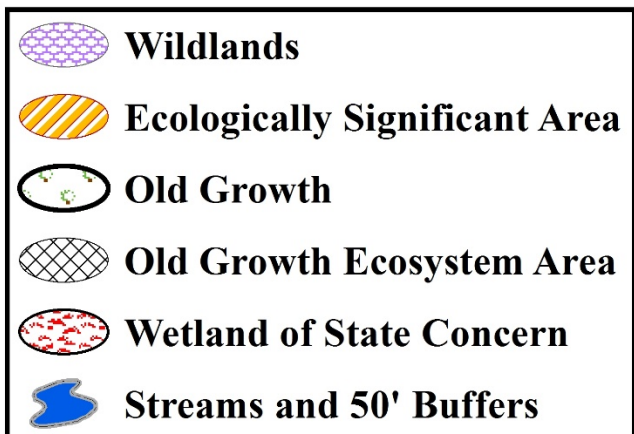 Wildlands
Ecologically Significant Area
Old Growth
Old Growth Ecosystem Area
Wetland of State Concern
Streams and 50' Buffers